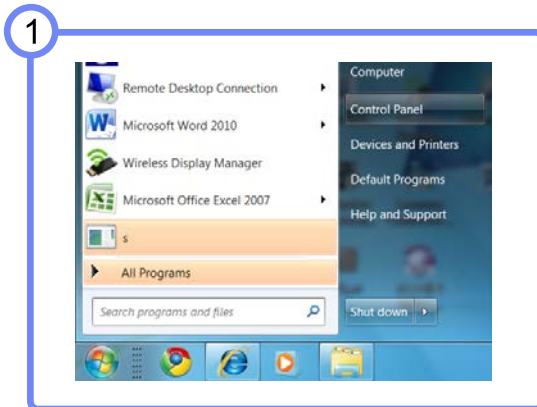 1
Remote Desktop Connection
Microsoft Word 2010
Wireless Display Manager
Microsoft Office Excel 2007
s
All Programs
Search programs and files
Computer
Control Panel
Devices and Printers
Default Programs
Help and Support
Shut down